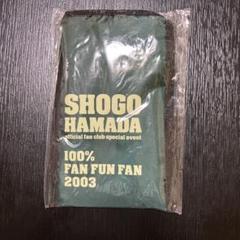 SHOGO
HAMADA
official fan club special event
100%
FAN FUN FAN
2003